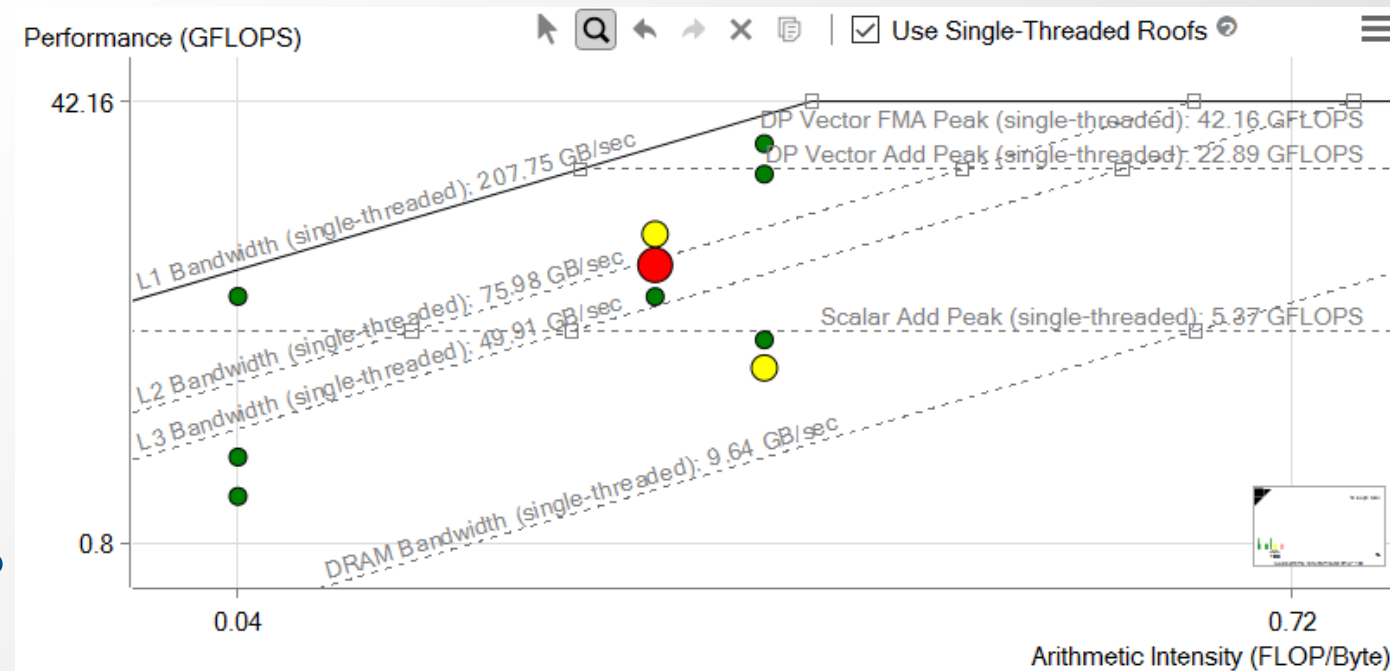 Performance (GFLOPS)
Use Single-Threaded Roofs
42.16
DP Vector FMA Peak (single-threaded): 42.16 GFLOPS
L1 Bandwidth (single-threaded): 207.75 GB/sec
DP Vector Add Peak (single-threaded): 22.89 GFLOPS
L2 Bandwidth (single-threaded): 75.98 GB/sec
L3 Bandwidth (single-threaded): 49.91 GB/sec
Scalar Add Peak (single-threaded): 5.37 GFLOPS
DRAM Bandwidth (single-threaded): 9.64 GB/sec
0.8
0.04
0.72
Arithmetic Intensity (FLOP/Byte)